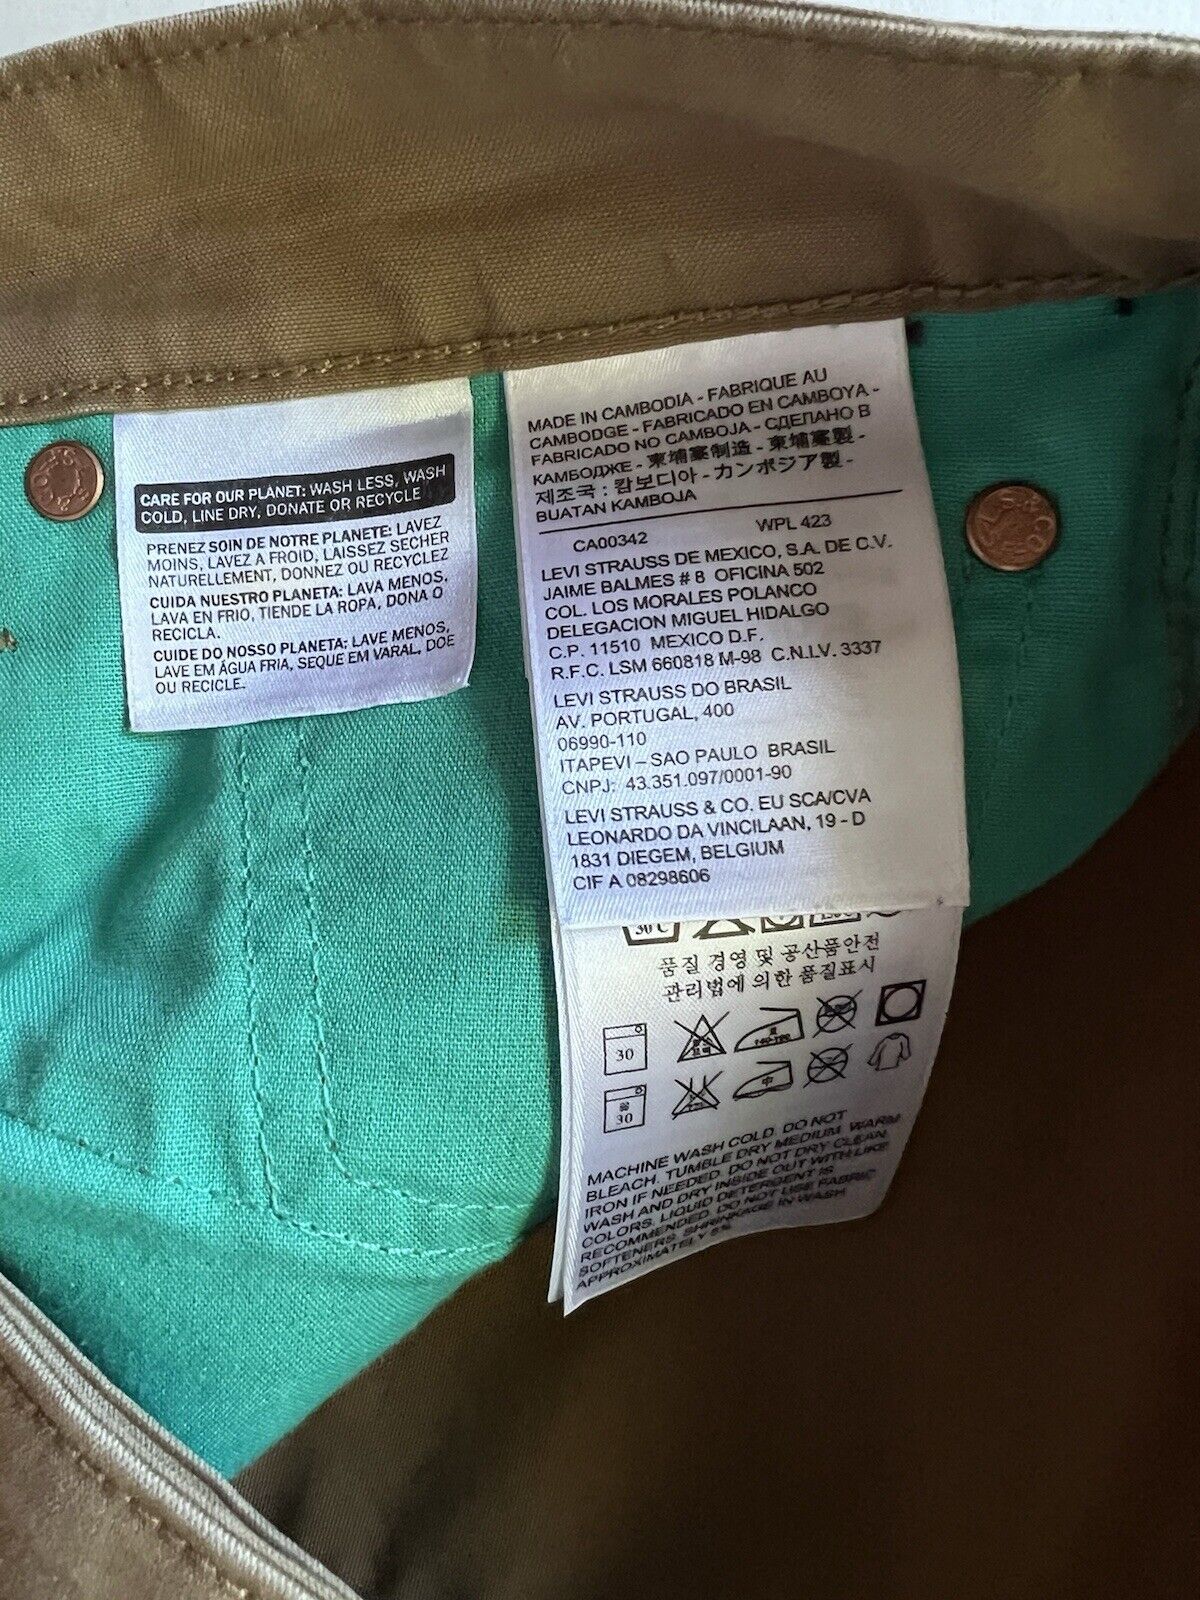 CARE FOR OUR PLANET: WASH LESS, WASH
COLD, LINE DRY, DONATE OR RECYCLE
PRENEZ SOIN DE NOTRE PLANETE: LAVEZ
MOINS, LAVEZ A FROID, LAISSEZ SECHER
NATURELLEMENT, DONNEZ OU RECYCLEZ
CUIDA NUESTRO PLANETA: LAVA MENOS,
LAVA EN FRIO, TIENDE LA ROPA, DONA O
RECICLA.
CUIDE DO NOSSO PLANETA: LAVE MENOS,
LAVE EM ÁGUA FRIA, SEQUE EM VARAL, DOE
OU RECICLE.
MADE IN CAMBODIA - FABRIQUE AU
CAMBODGE - FABRICADO EN CAMBOYA -
FABRICADO NO CAMBOJA - СДЕЛАНО В
КАМБОДЖЕ - 柬埔寨制造 - 柬埔寨製 -
제조국 : 캄보디아 - カンボジア製 -
BUATAN KAMBOJA
CA00342 WPL 423
LEVI STRAUSS DE MEXICO, S.A. DE C.V.
JAIME BALMES # 8 OFICINA 502
COL. LOS MORALES POLANCO
DELEGACION MIGUEL HIDALGO
C.P. 11510 MEXICO D.F.
R.F.C. LSM 660818 M-98 C.N.I.V. 3337
LEVI STRAUSS DO BRASIL
AV. PORTUGAL, 400
06990-110
ITAPEVI – SAO PAULO BRASIL
CNPJ: 43.351.097/0001-90
LEVI STRAUSS & CO. EU SCA/CVA
LEONARDO DA VINCILAAN, 19 - D
1831 DIEGEM, BELGIUM
CIF A 08298606
30 C
품질 경영 및 공산품안전
관리법에 의한 품질표시
30
30 中
MACHINE WASH COLD. DO NOT
BLEACH. TUMBLE DRY MEDIUM. WARM
IRON IF NEEDED. DO NOT DRY CLEAN.
WASH AND DRY INSIDE OUT WITH LIKE
COLORS. LIQUID DETERGENT IS
RECOMMENDED. DO NOT USE FABRIC
SOFTENERS. SHRINKAGE IN WASH
APPROXIMATELY 5%